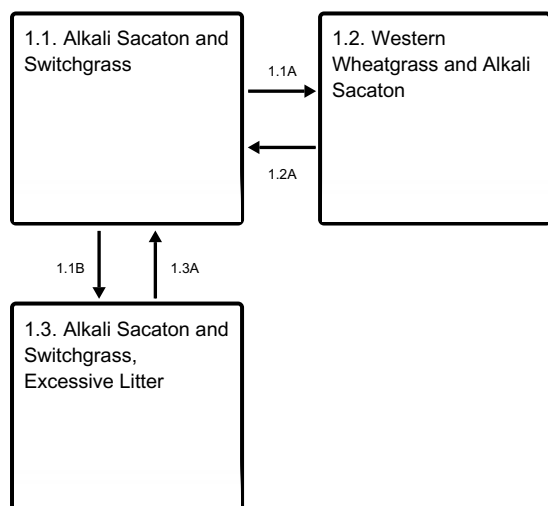 1.1. Alkali Sacaton and
Switchgrass
1.1A
1.2. Western
Wheatgrass and Alkali
Sacaton
1.2A
1.1B
1.3A
1.3. Alkali Sacaton and
Switchgrass,
Excessive Litter